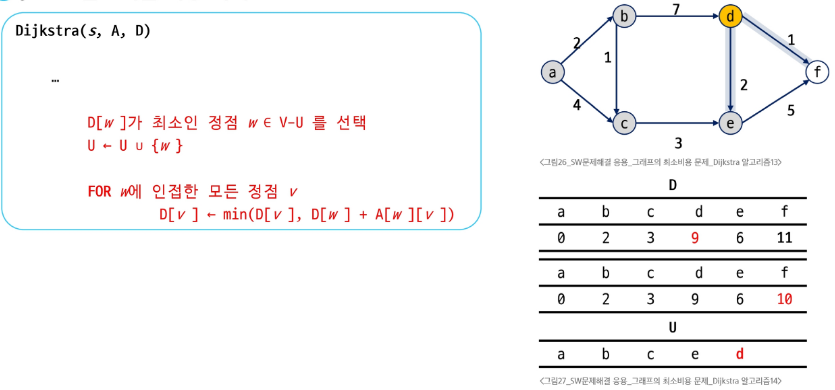 Dijkstra(s, A, D)
…
D[w]가 최소인 정점 w ∈ V-U 를 선택
U ← U ∪ {w}
FOR w에 인접한 모든 정점 v
D[v] ← min(D[v], D[w] + A[w][v])
b 7 d
2 1 1
a 2 f
4 5
c e
3
<그림26_SW문제해결 응용_그래프의 최소비용 문제_Dijkstra 알고리즘13>
D
a b c d e f
0 2 3 9 6 11
a b c d e f
0 2 3 9 6 10
U
a b c e d
<그림27_SW문제해결 응용_그래프의 최소비용 문제_Dijkstra 알고리즘14>